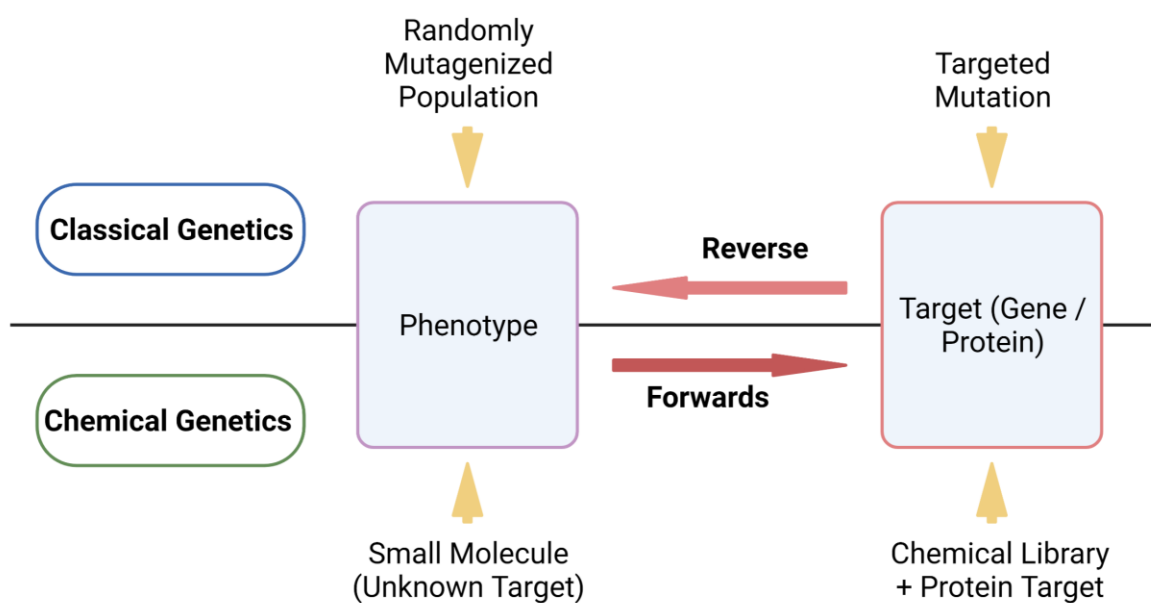 Randomly
Mutagenized
Population
Targeted
Mutation
Classical Genetics
Reverse
Phenotype
Target (Gene /
Protein)
Forwards
Chemical Genetics
Small Molecule
(Unknown Target)
Chemical Library
+ Protein Target